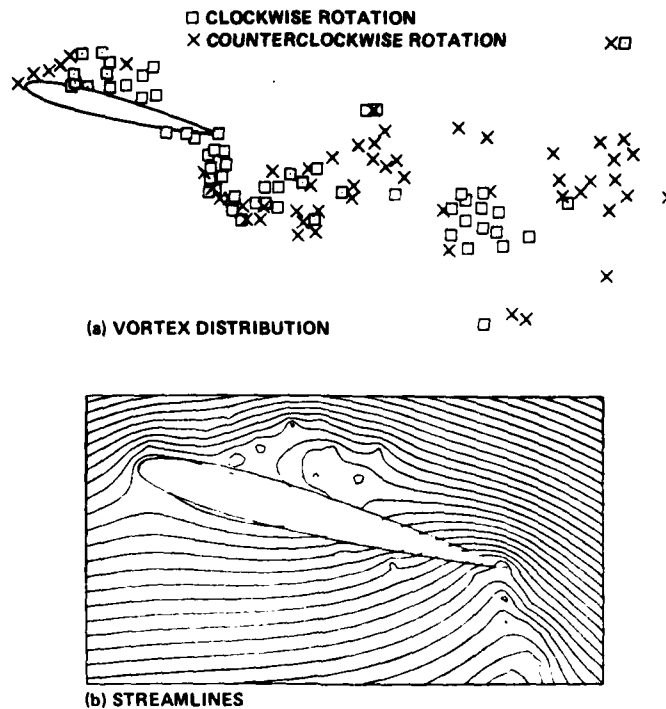 □ CLOCKWISE ROTATION
× COUNTERCLOCKWISE ROTATION
(a) VORTEX DISTRIBUTION
(b) STREAMLINES